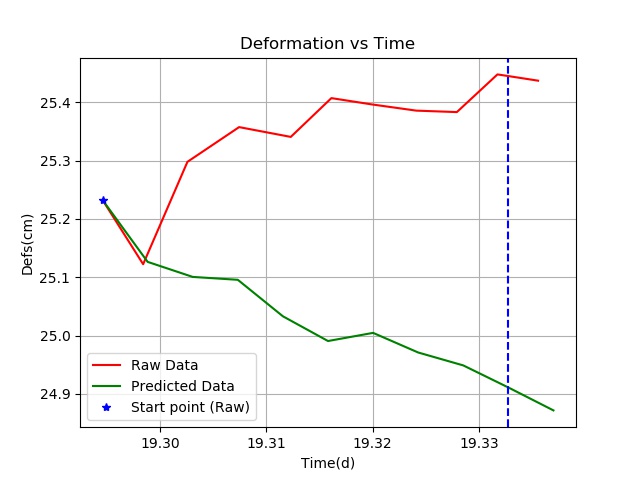 Deformation vs Time
Defs(cm)
25.4
25.3
25.2
25.1
25.0
24.9
Raw Data
Predicted Data
Start point (Raw)
19.30 19.31 19.32 19.33
Time(d)